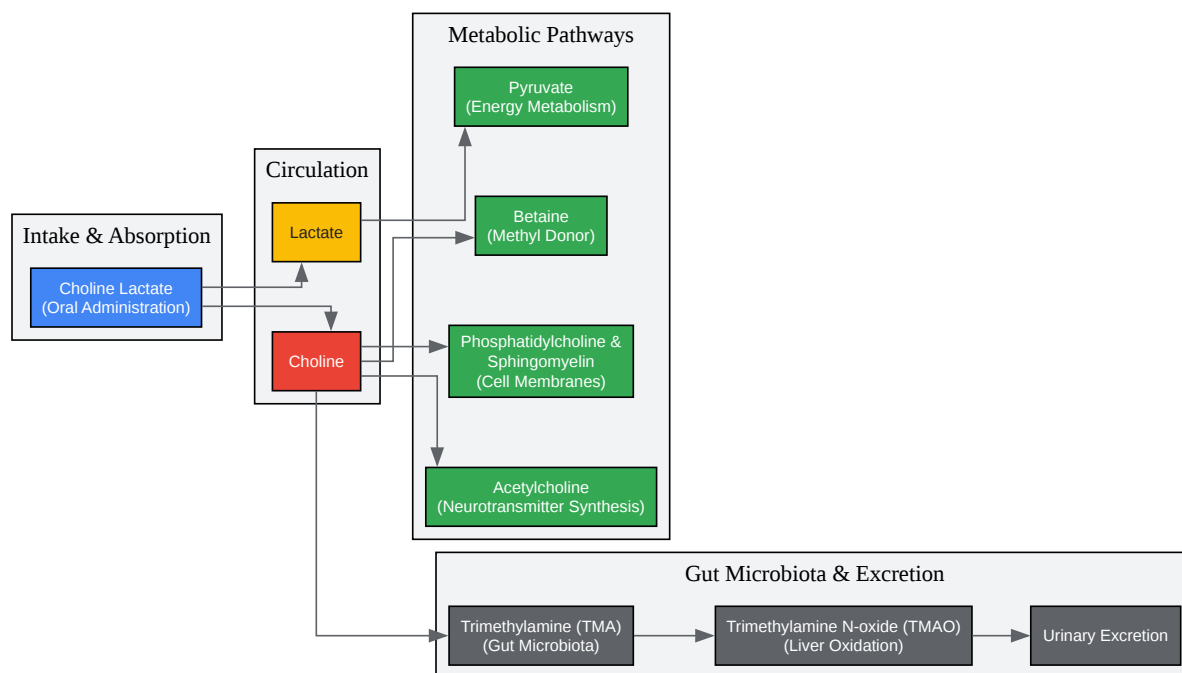 Metabolic Pathways
Pyruvate
(Energy Metabolism)
Circulation
Lactate
Betaine
(Methyl Donor)
Intake & Absorption
Choline Lactate
(Oral Administration)
Choline
Phosphatidylcholine &
Sphingomyelin
(Cell Membranes)
Acetylcholine
(Neurotransmitter Synthesis)
Gut Microbiota & Excretion
Trimethylamine (TMA)
(Gut Microbiota)
Trimethylamine N-oxide (TMAO)
(Liver Oxidation)
Urinary Excretion